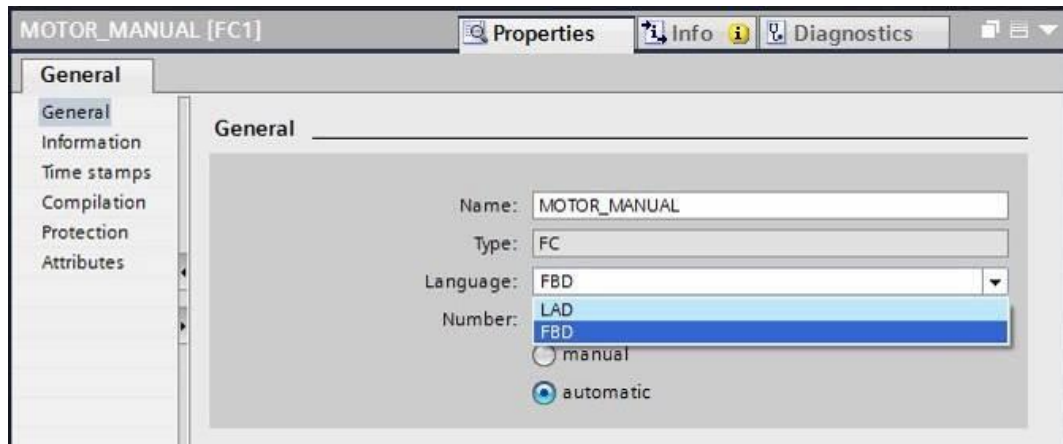 MOTOR_MANUAL [FC1]
Properties
Info
Diagnostics
General
General
Information
Time stamps
Compilation
Protection
Attributes
General
Name: MOTOR_MANUAL
Type: FC
Language: FBD
LAD
Number:
FBD
manual
automatic